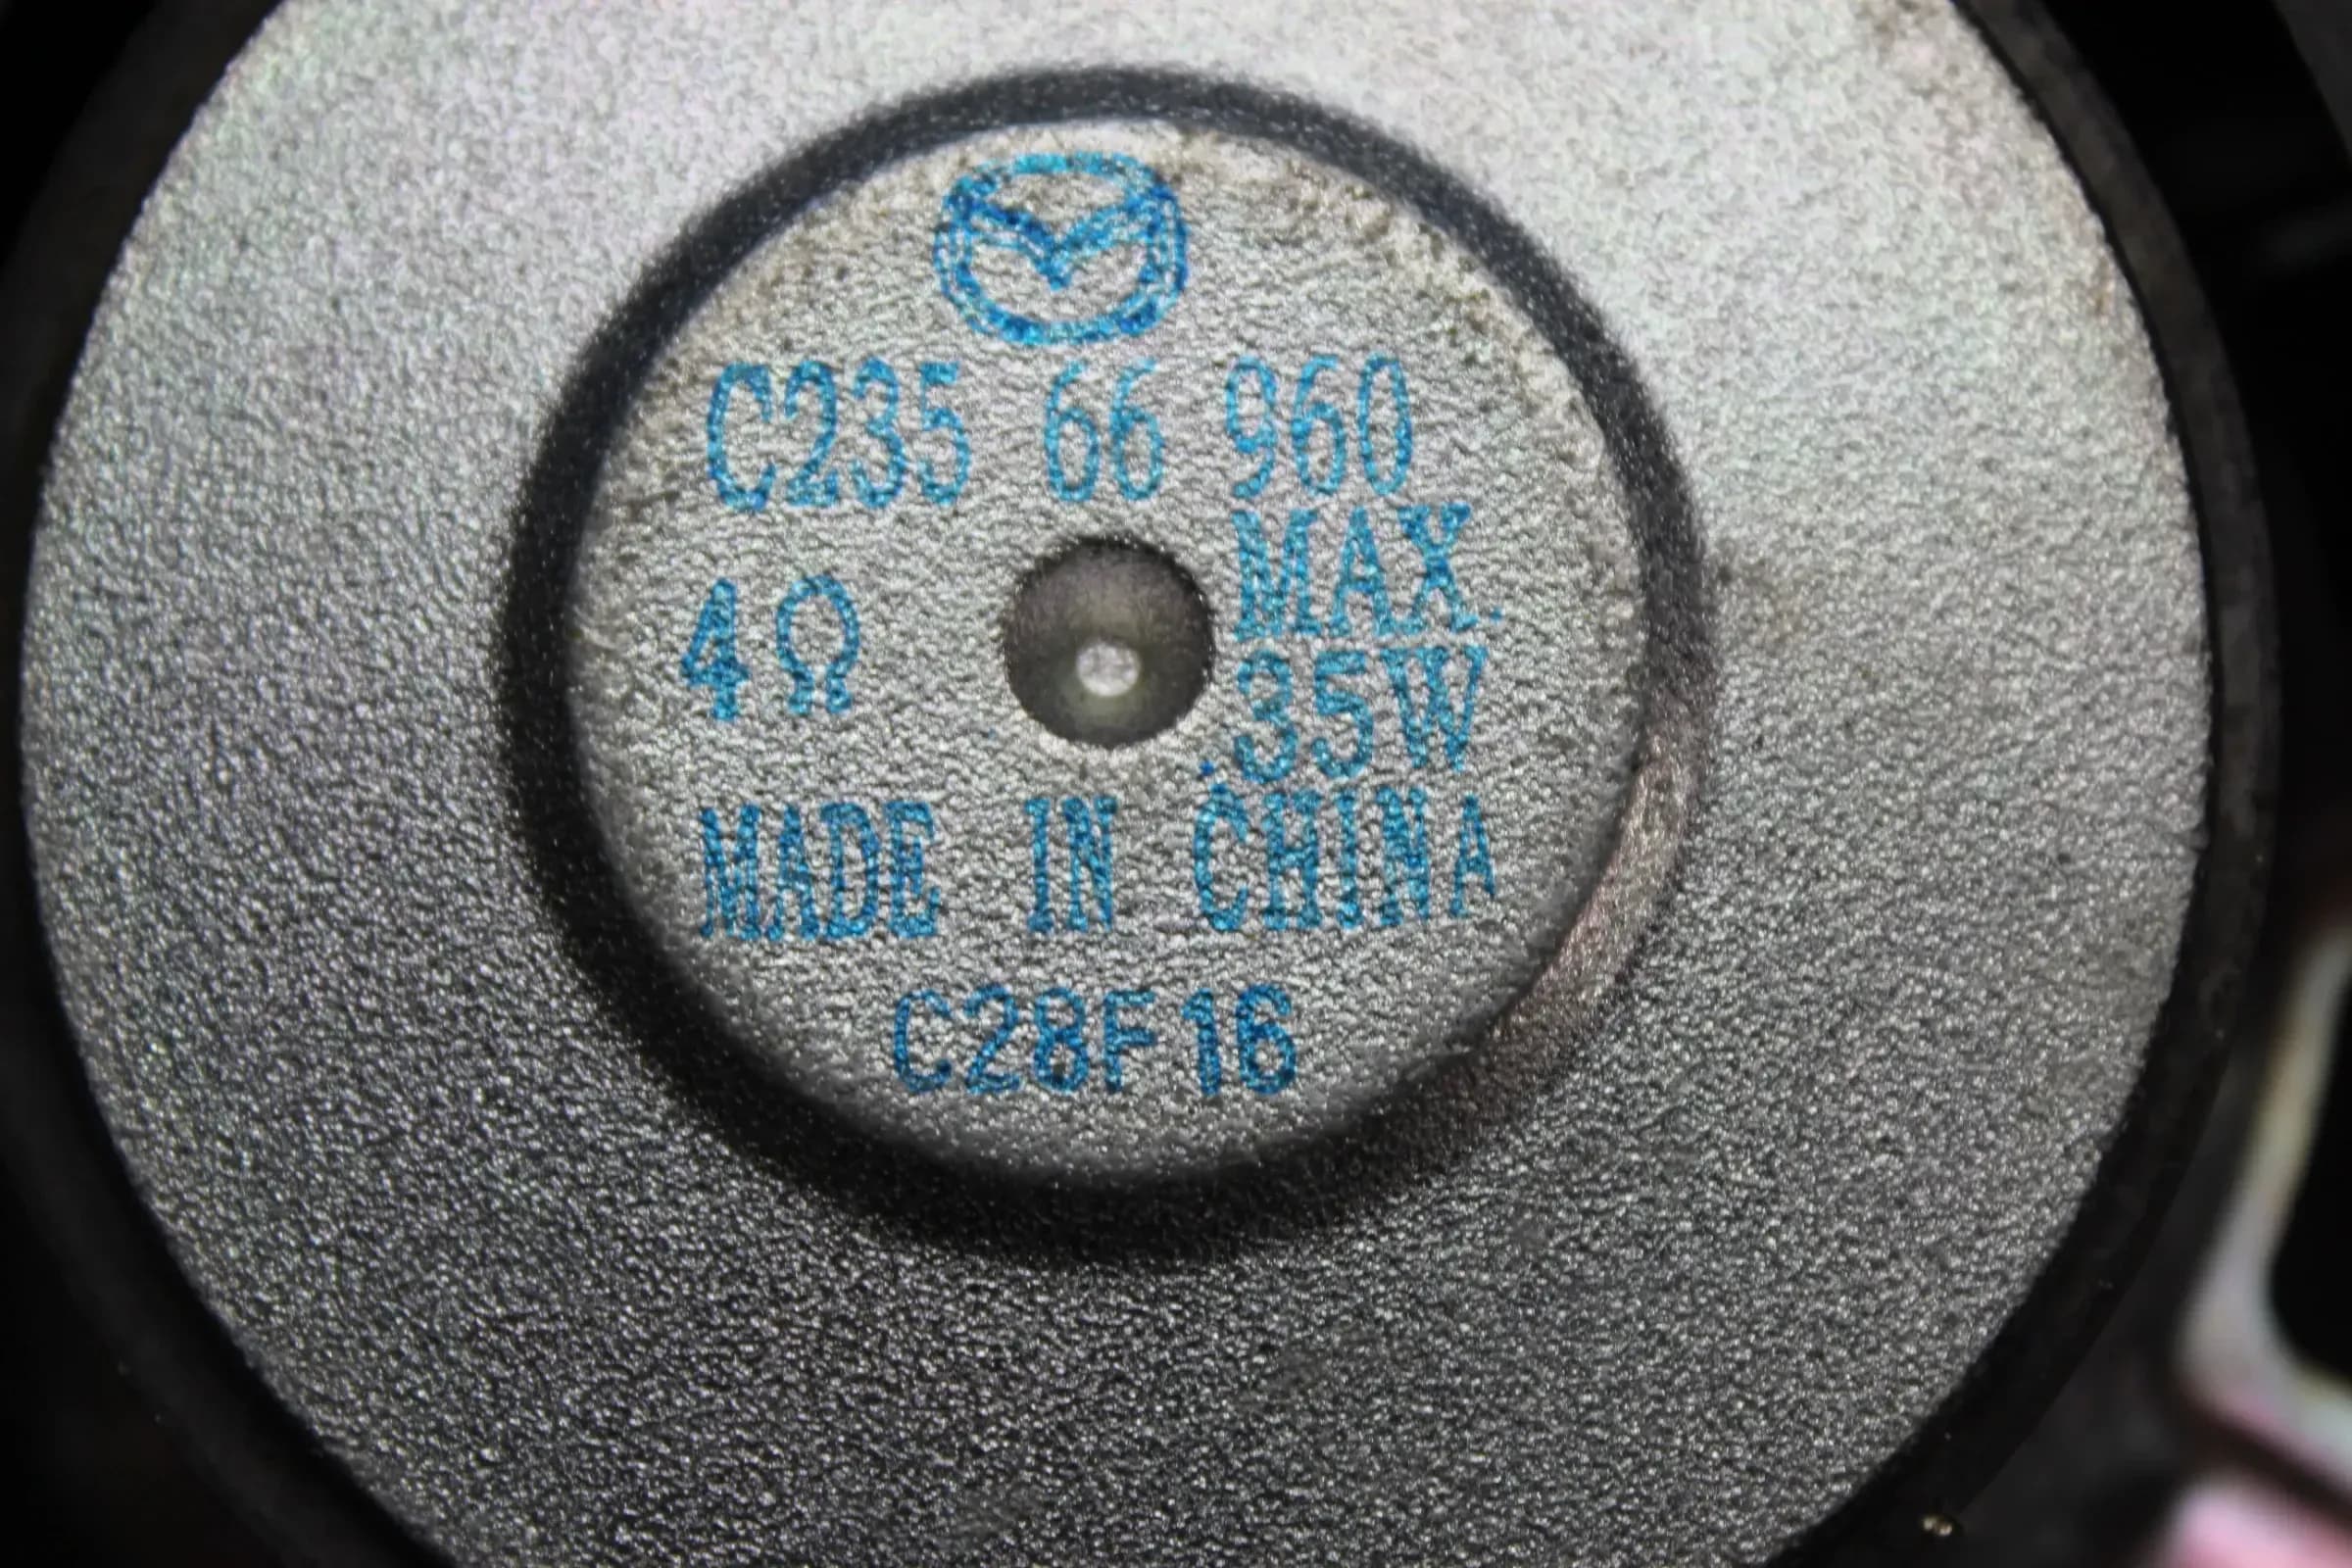 C235 66 960
4Ω MAX.
35W
MADE IN CHINA
C28F16